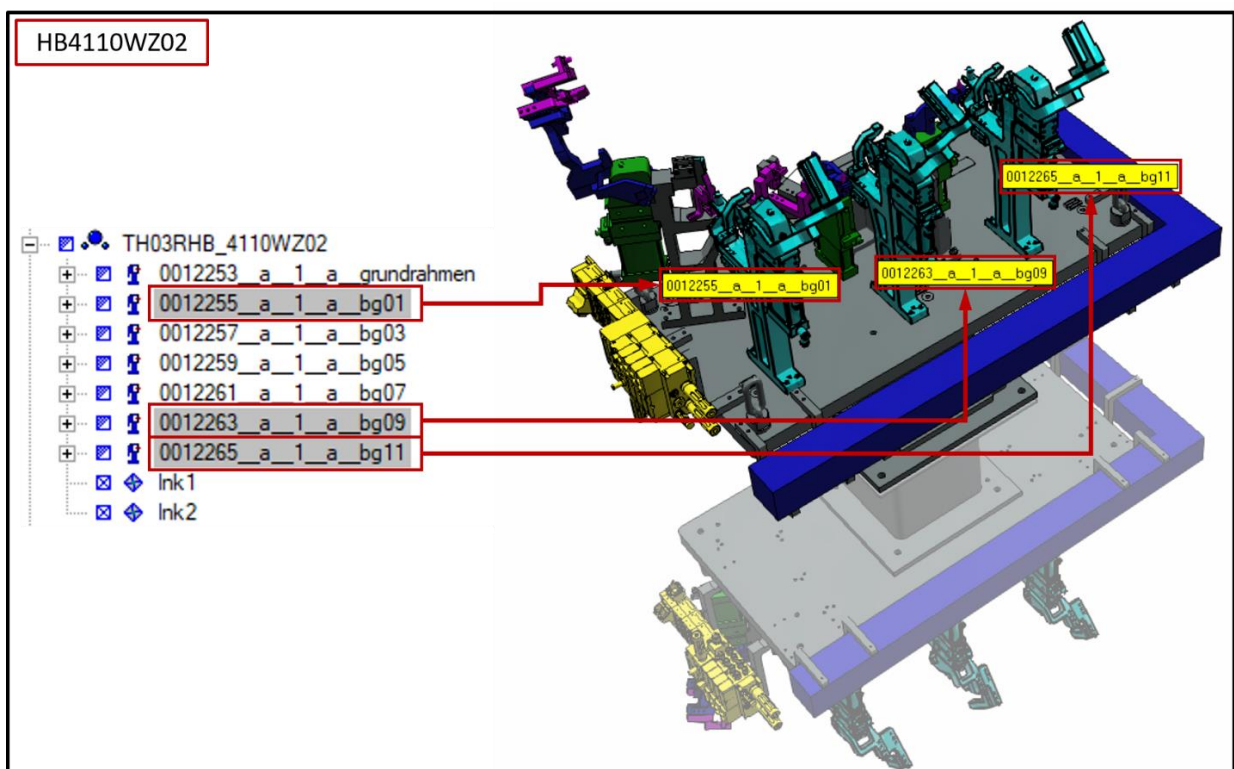 HB4110WZ02
TH03RHB_4110WZ02
0012253__a__1__a__grundrahmen
0012255__a__1__a__bg01
0012257__a__1__a__bg03
0012259__a__1__a__bg05
0012261__a__1__a__bg07
0012263__a__1__a__bg09
0012265__a__1__a__bg11
lnk1
lnk2
0012265__a__1__a__bg11
0012263__a__1__a__bg09
0012255__a__1__a__bg01